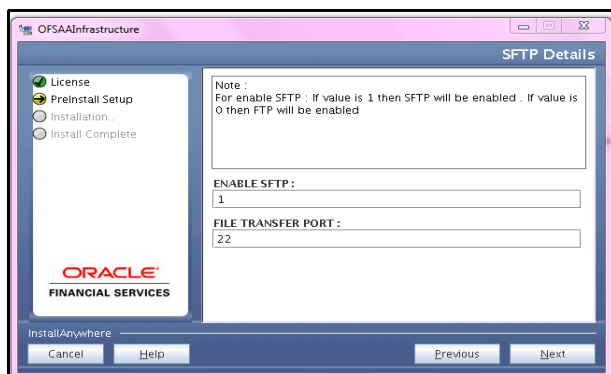 OFSAAInfrastructure
SFTP Details
License
PreInstall Setup
Installation..
Install Complete
ORACLE®
FINANCIAL SERVICES
Note :
For enable SFTP : If value is 1 then SFTP will be enabled . If value is
0 then FTP will be enabled
ENABLE SFTP :
1
FILE TRANSFER PORT :
22
InstallAnywhere
Cancel
Help
Previous
Next